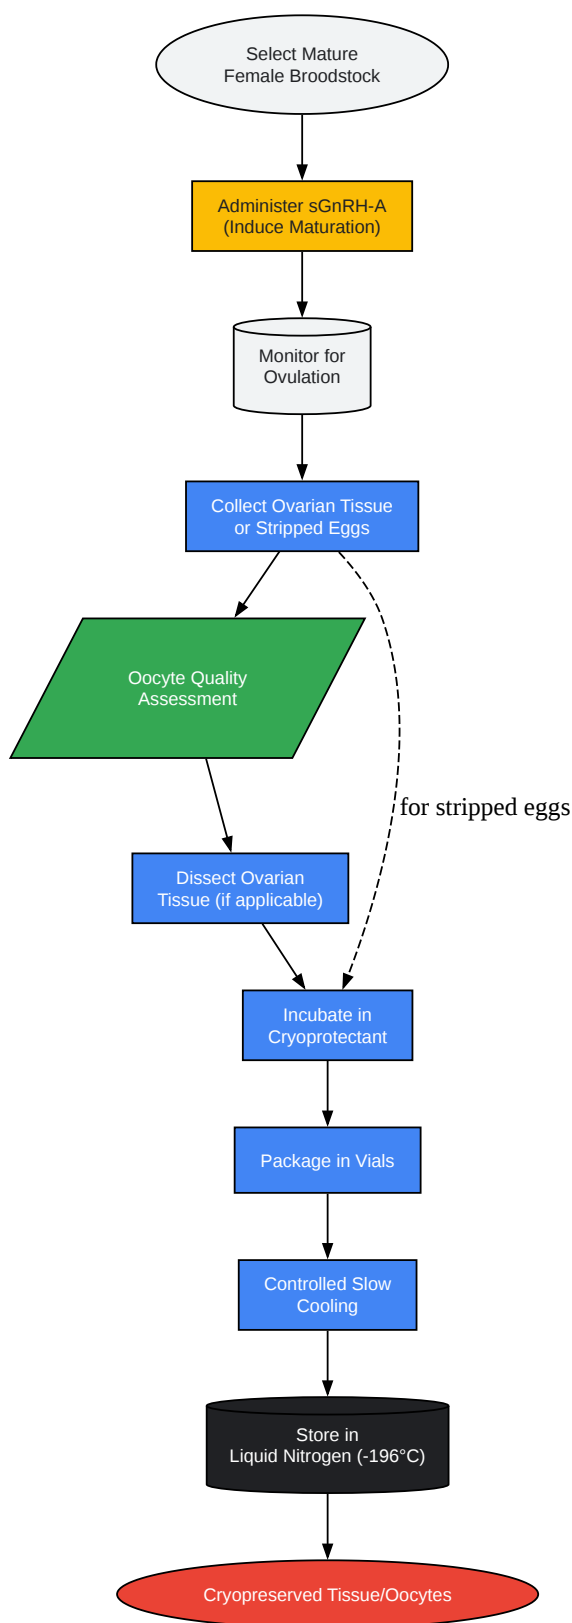 Select Mature
Female Broodstock
Administer sGnRH-A
(Induce Maturation)
Monitor for
Ovulation
Collect Ovarian Tissue
or Stripped Eggs
Oocyte Quality
Assessment
for stripped eggs
Dissect Ovarian
Tissue (if applicable)
Incubate in
Cryoprotectant
Package in Vials
Controlled Slow
Cooling
Store in
Liquid Nitrogen (-196°C)
Cryopreserved Tissue/Oocytes